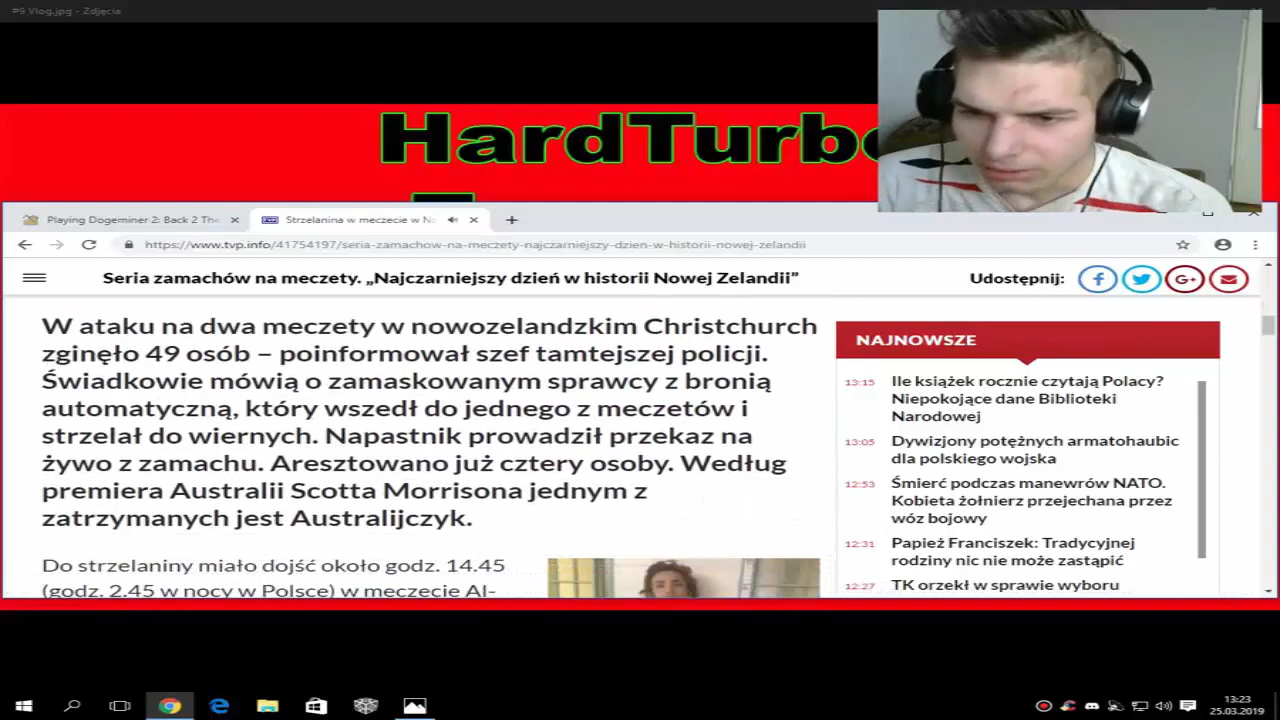 #9 Vlog.jpg - Zdjęcia
HardTurbo
Playing Dogeminer 2: Back 2 The
Strzelanina w meczecie w No
https://www.tvp.info/41754197/seria-zamachow-na-meczety-najczarniejszy-dzien-w-historii-nowej-zelandii
Seria zamachów na meczety. „Najczarniejszy dzień w historii Nowej Zelandii”
Udostępnij:
W ataku na dwa meczety w nowozelandzkim Christchurch
zginęło 49 osób – poinformował szef tamtejszej policji.
Świadkowie mówią o zamaskowanym sprawcy z bronią
automatyczną, który wszedł do jednego z meczetów i
strzelał do wiernych. Napastnik prowadził przekaz na
żywo z zamachu. Aresztowano już cztery osoby. Według
premiera Australii Scotta Morrisona jednym z
zatrzymanych jest Australijczyk.
Do strzelaniny miało dojść około godz. 14.45
(godz. 2.45 w nocy w Polsce) w meczecie Al-
NAJNOWSZE
13:15 Ile książek rocznie czytają Polacy?
Niepokojące dane Biblioteki
Narodowej
13:05 Dywizjony potężnych armatohaubic
dla polskiego wojska
12:53 Śmierć podczas manewrów NATO.
Kobieta żołnierz przejechana przez
wóz bojowy
12:31 Papież Franciszek: Tradycyjnej
rodziny nic nie może zastąpić
12:27 TK orzekł w sprawie wyboru
13:23
25.03.2019